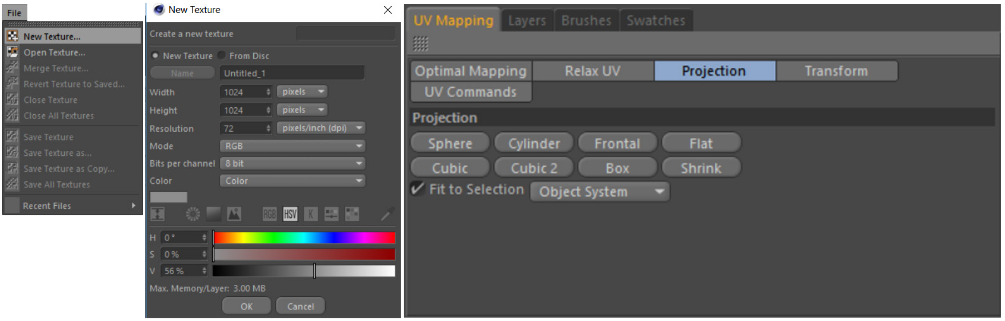 File
New Texture...
Open Texture...
Merge Texture...
Revert Texture to Saved...
Close Texture
Close All Textures
Save Texture
Save Texture as...
Save Texture as Copy...
Save All Textures
Recent Files
New Texture
Create a new texture
New Texture From Disc
Name Untitled_1
Width 1024 pixels
Height 1024 pixels
Resolution 72 pixels/inch (dpi)
Mode RGB
Bits per channel 8 bit
Color Color
RGB HSV K
H 0 °
S 0 %
V 56 %
Max. Memory/Layer: 3.00 MB
OK Cancel
UV Mapping Layers Brushes Swatches
Optimal Mapping Relax UV Projection Transform
UV Commands
Projection
Sphere Cylinder Frontal Flat
Cubic Cubic 2 Box Shrink
Fit to Selection Object System